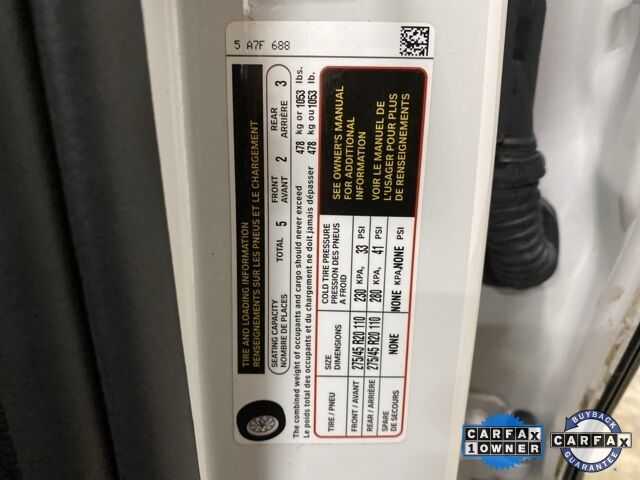 5 A7F 688
TIRE AND LOADING INFORMATION
RENSEIGNEMENTS SUR LES PNEUS ET LE CHARGEMENT
SEATING CAPACITY
NOMBRE DE PLACES
TOTAL 5
FRONT
AVANT 2
REAR
ARRIÈRE 3
The combined weight of occupants and cargo should never exceed 478 kg or 1053 lbs.
Le poids total des occupants et du chargement ne doit jamais dépasser 478 kg ou 1053 lb.
TIRE / PNEU
SIZE
DIMENSIONS
COLD TIRE PRESSURE
PRESSION DES PNEUS
A FROID
FRONT / AVANT 275/45 R20 110 230 KPA, 33 PSI
REAR / ARRIÈRE 275/45 R20 110 280 KPA, 41 PSI
SPARE
DE SECOURS
NONE NONE KPA, NONE PSI
SEE OWNER'S MANUAL
FOR ADDITIONAL
INFORMATION
VOIR LE MANUEL DE
L'USAGER POUR PLUS
DE RENSEIGNEMENTS
CARFAX
1 OWNER
BUYBACK
CARFAX
GUARANTEE